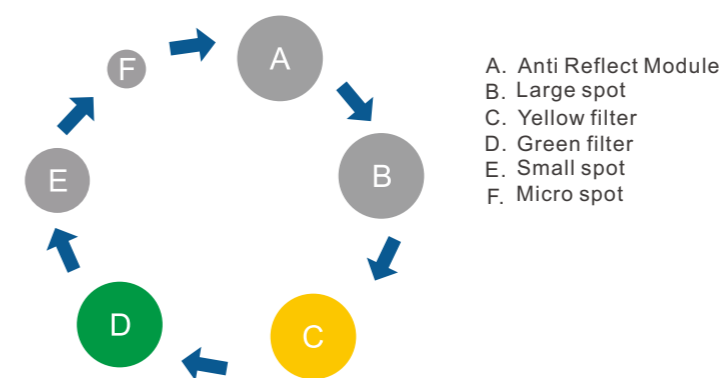 A
B
C
D
E
F
A. Anti Reflect Module
B. Large spot
C. Yellow filter
D. Green filter
E. Small spot
F. Micro spot